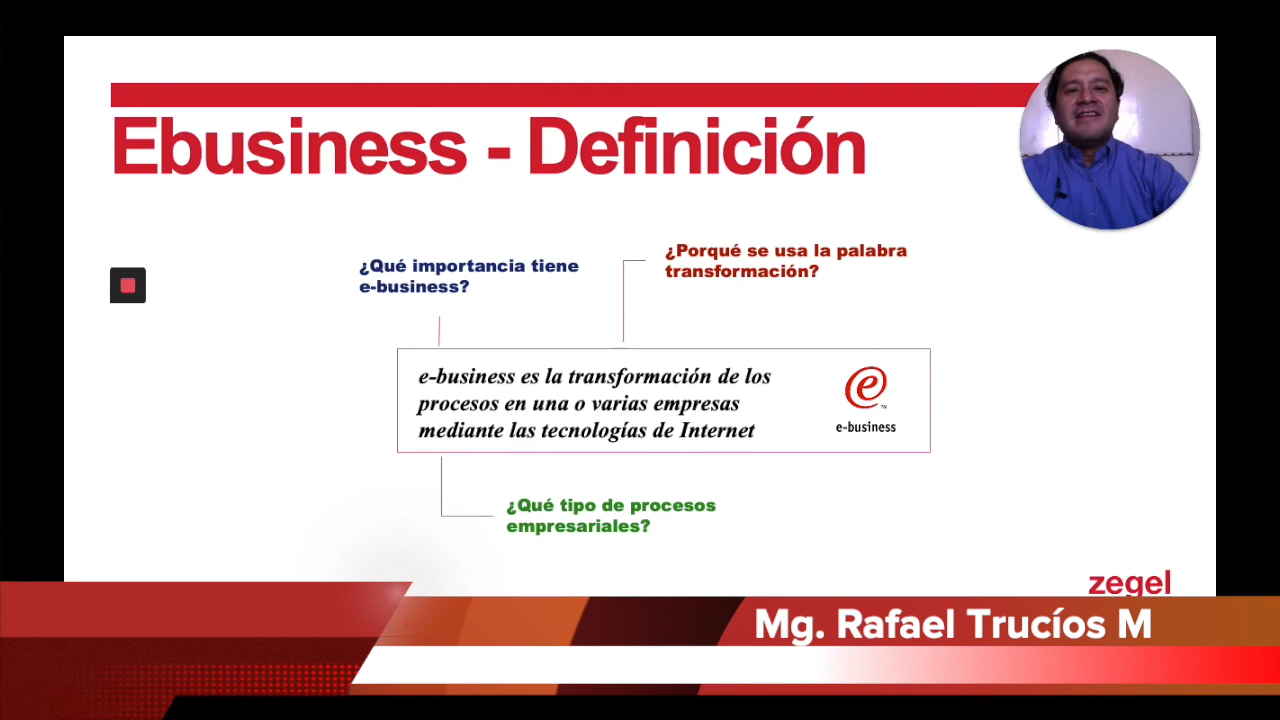 Ebusiness - Definición
¿Qué importancia tiene
e-business?
¿Porqué se usa la palabra
transformación?
e-business es la transformación de los
procesos en una o varias empresas
mediante las tecnologías de Internet
e
TM
e-business
¿Qué tipo de procesos
empresariales?
zegel
Mg. Rafael Trucíos M